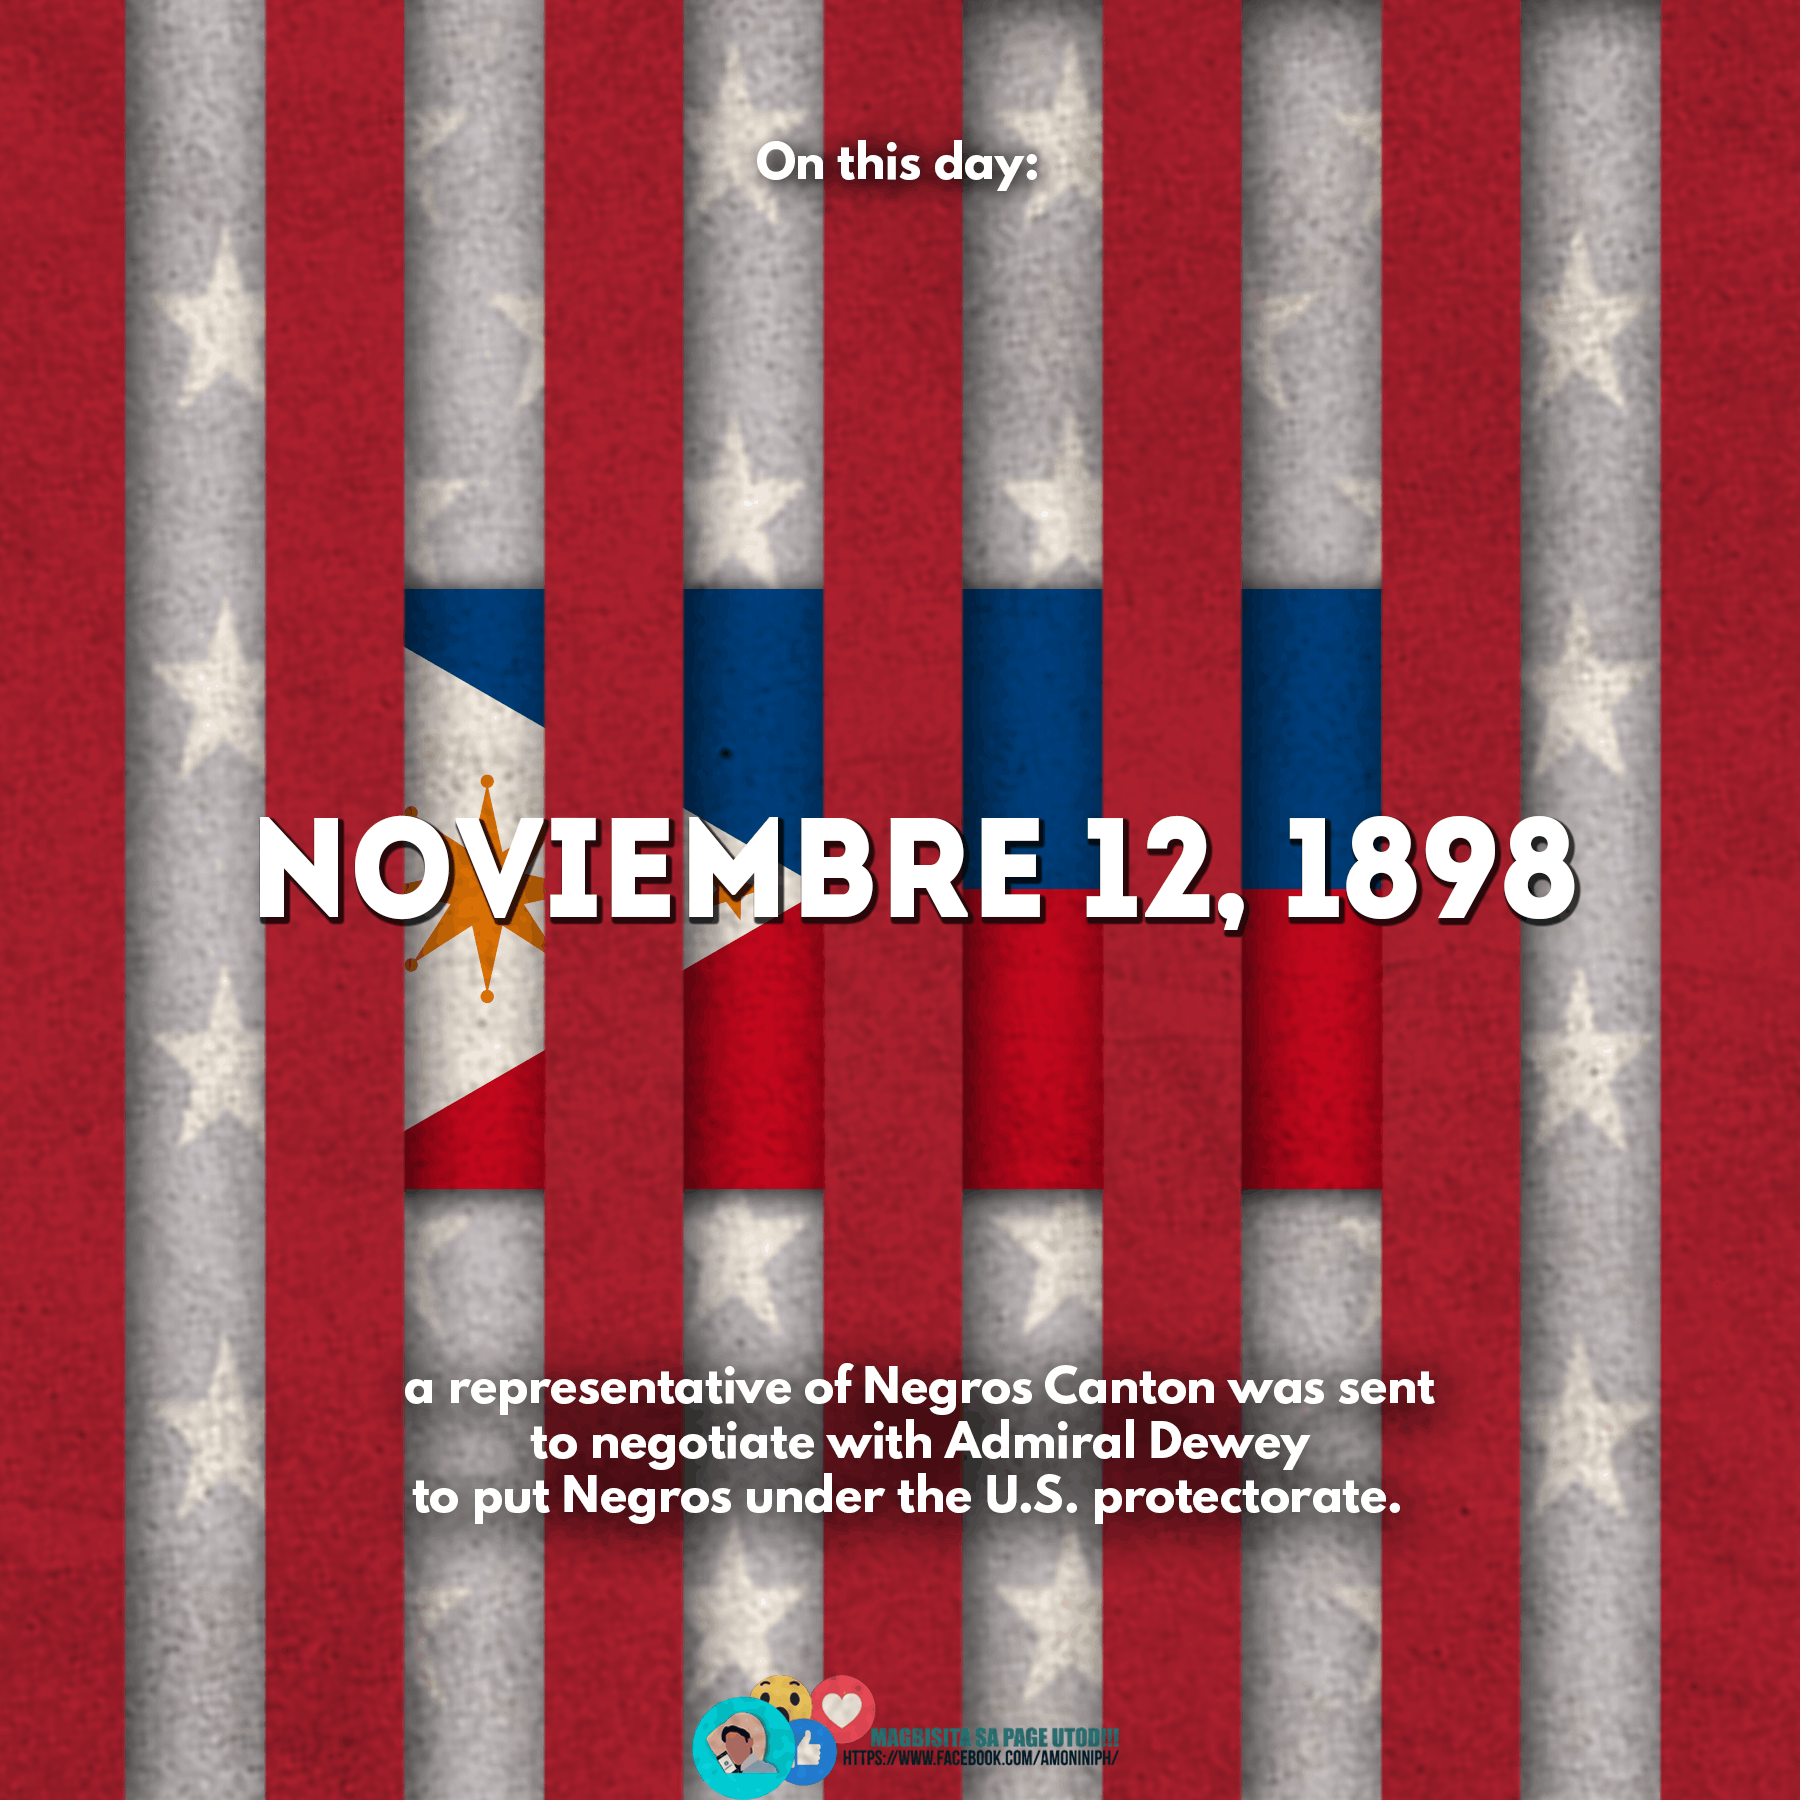 On this day:
NOVIEMBRE 12, 1898
a representative of Negros Canton was sent
to negotiate with Admiral Dewey
to put Negros under the U.S. protectorate.
MAGBISITA SA PAGE UTOD!!!
HTTPS://WWW.FACEBOOK.COM/AMONINIPH/